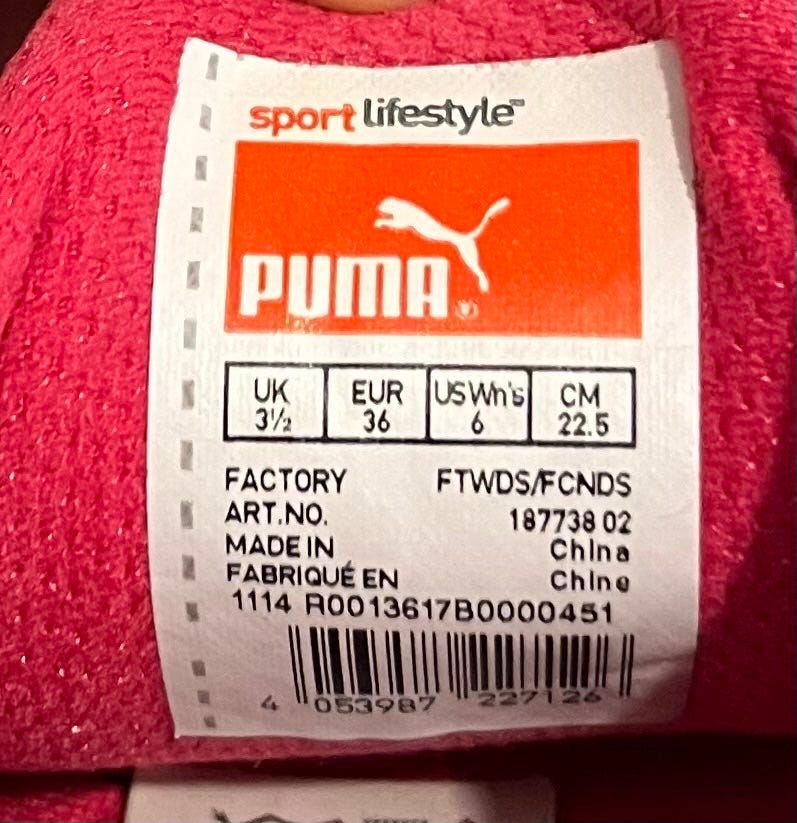 sport lifestyle™
PUMA®
UK EUR US Wn's CM
3½ 36 6 22.5
FACTORY FTWDS/FCNDS
ART.NO. 187738 02
MADE IN China
FABRIQUÉ EN Chine
1114 R0013617B0000451
4 053987 227126